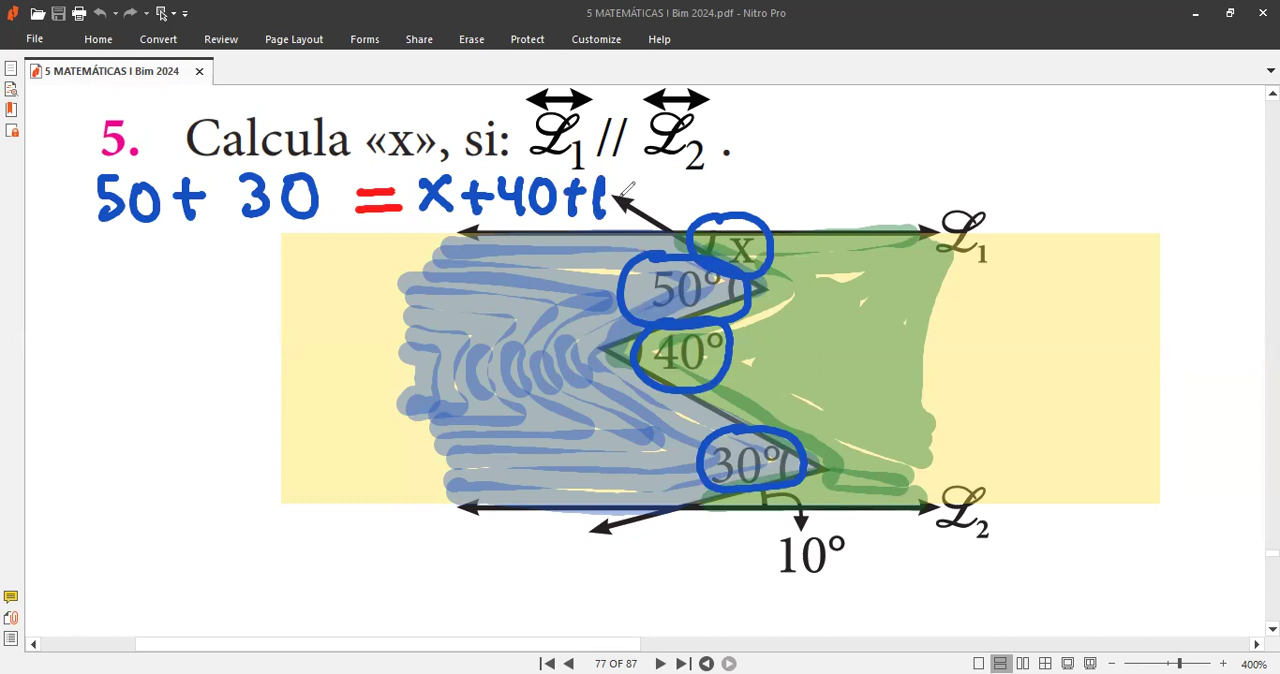 5 MATEMÁTICAS I Bim 2024.pdf - Nitro Pro
File Home Convert Review Page Layout Forms Share Erase Protect Customize Help
5 MATEMÁTICAS I Bim 2024
5. Calcula «x», si: ℒ1 // ℒ2 .
50+ 30 = x+40+1
x
ℒ1
50°
40°
30°
ℒ2
10°
77 OF 87
400%